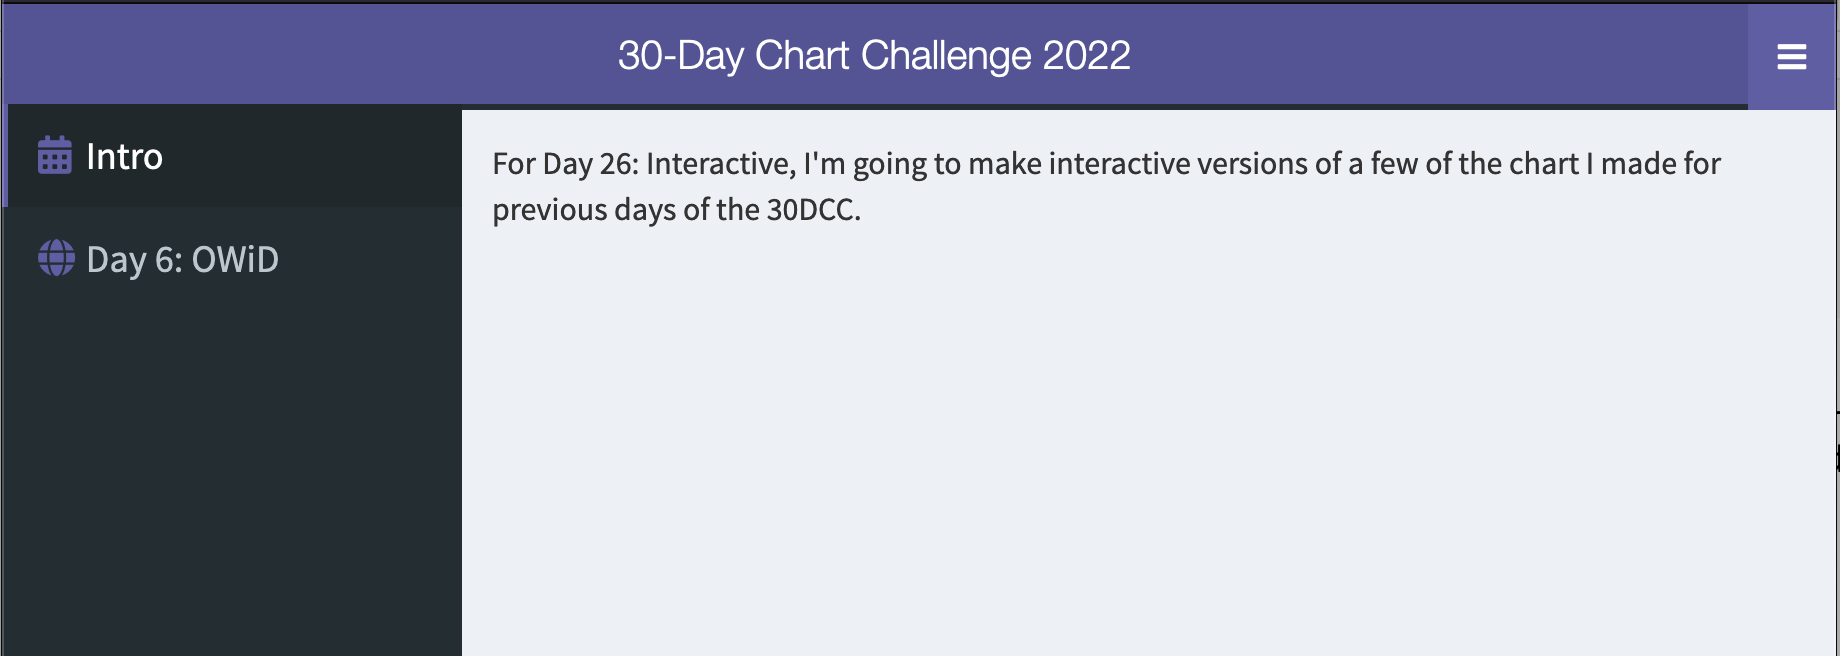 30-Day Chart Challenge 2022
Intro
Day 6: OWiD
For Day 26: Interactive, I'm going to make interactive versions of a few of the chart I made for
previous days of the 30DCC.